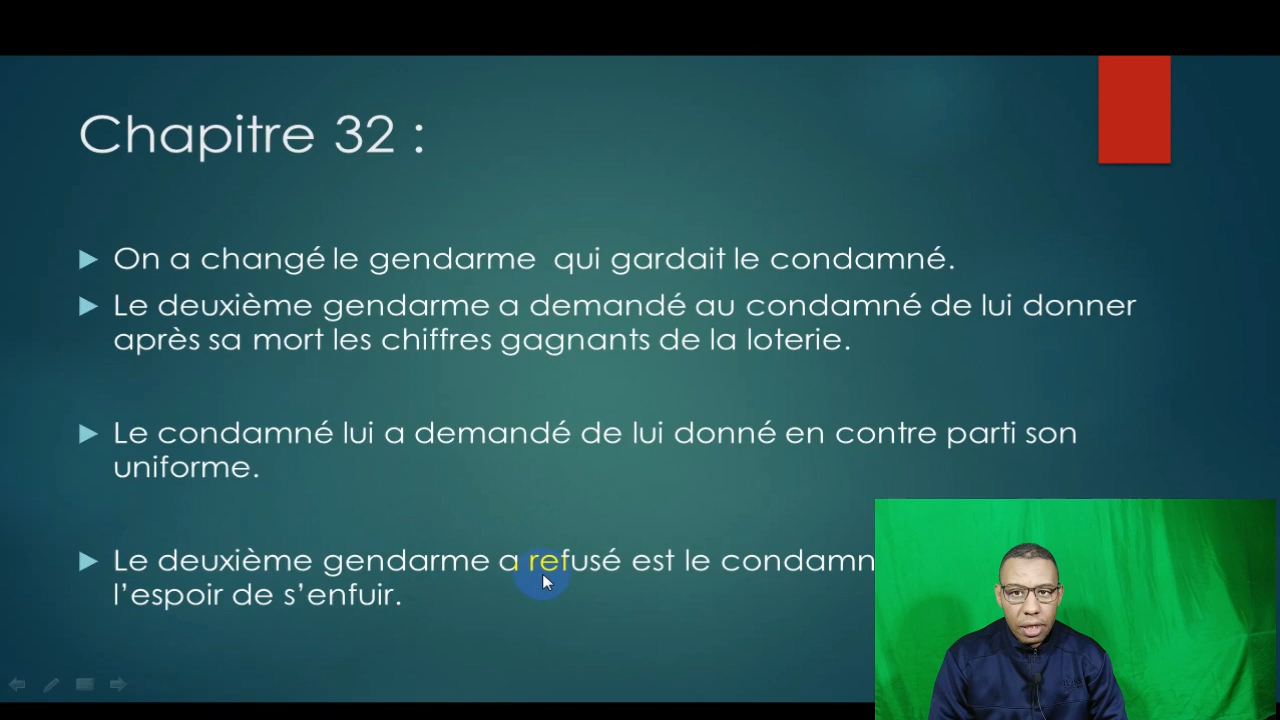 Chapitre 32 :
On a changé le gendarme qui gardait le condamné.
Le deuxième gendarme a demandé au condamné de lui donner
après sa mort les chiffres gagnants de la loterie.
Le condamné lui a demandé de lui donné en contre parti son
uniforme.
Le deuxième gendarme a refusé est le condamn
l’espoir de s’enfuir.